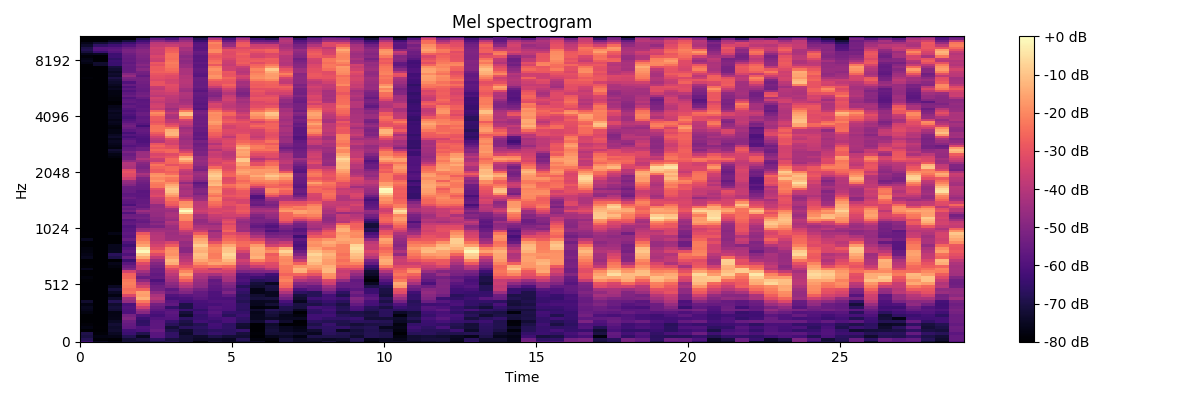 Mel spectrogram
+0 dB
8192
-10 dB
4096
-20 dB
-30 dB
Hz
2048
-40 dB
1024
-50 dB
512
-60 dB
-70 dB
0
-80 dB
0 5 10 15 20 25
Time